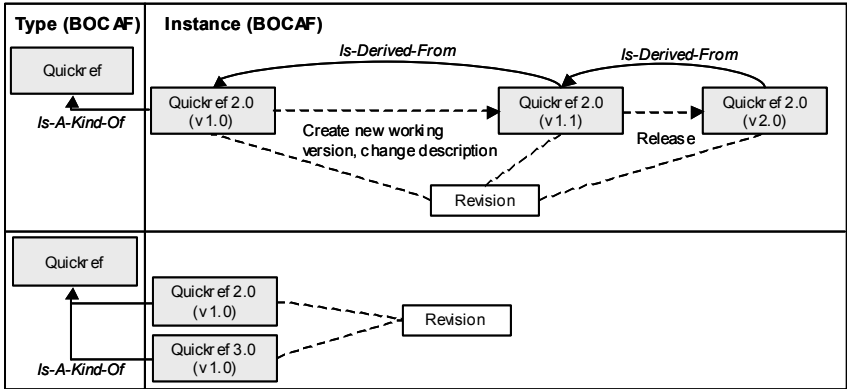 Type (BOCAF) Instance (BOCAF)
Is-Derived-From
Is-Derived-From
Quickref
Quickref 2.0
(v1.0)
Quickref 2.0
(v1.1)
Quickref 2.0
(v2.0)
Is-A-Kind-Of
Create new working
version, change description
Release
Revision
Quickref
Quickref 2.0
(v1.0)
Revision
Quickref 3.0
(v1.0)
Is-A-Kind-Of